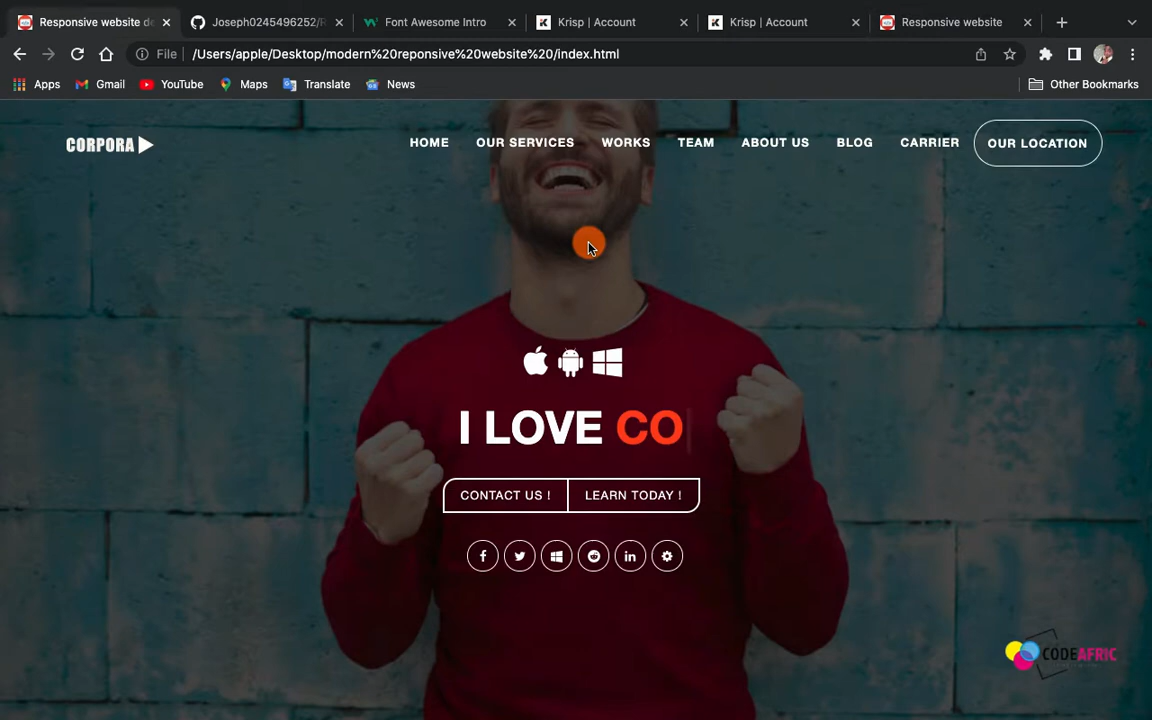 Responsive website de
Joseph0245496252/R
Font Awesome Intro
Krisp | Account
Krisp | Account
Responsive website
File
/Users/apple/Desktop/modern%20reponsive%20website%20/index.html
Apps
Gmail
YouTube
Maps
Translate
News
Other Bookmarks
CORPORA
HOME
OUR SERVICES
WORKS
TEAM
ABOUT US
BLOG
CARRIER
OUR LOCATION
I LOVE CO
CONTACT US !
LEARN TODAY !
CODEAFRIC